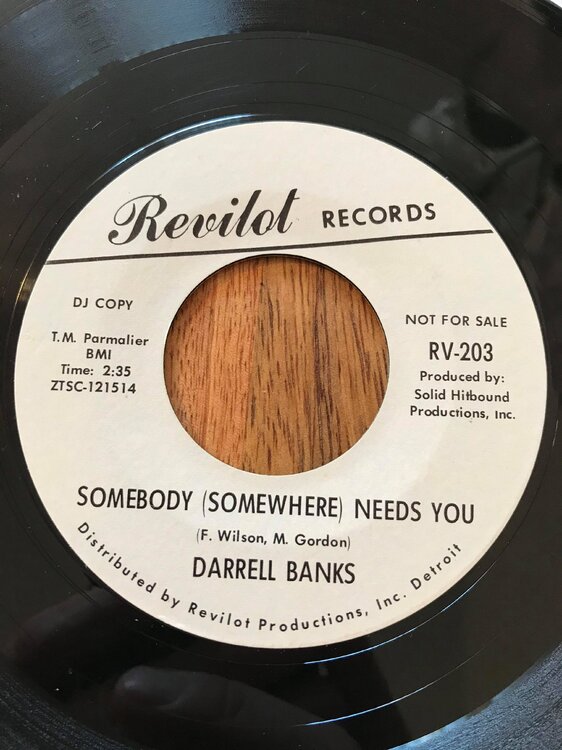 Revilot RECORDS
DJ COPY
T.M. Parmalier
BMI
Time: 2:35
ZTSC-121514
NOT FOR SALE
RV-203
Produced by:
Solid Hitbound
Productions, Inc.
SOMEBODY (SOMEWHERE) NEEDS YOU
(F. Wilson, M. Gordon)
DARRELL BANKS
Distributed by Revilot Productions, Inc. Detroit